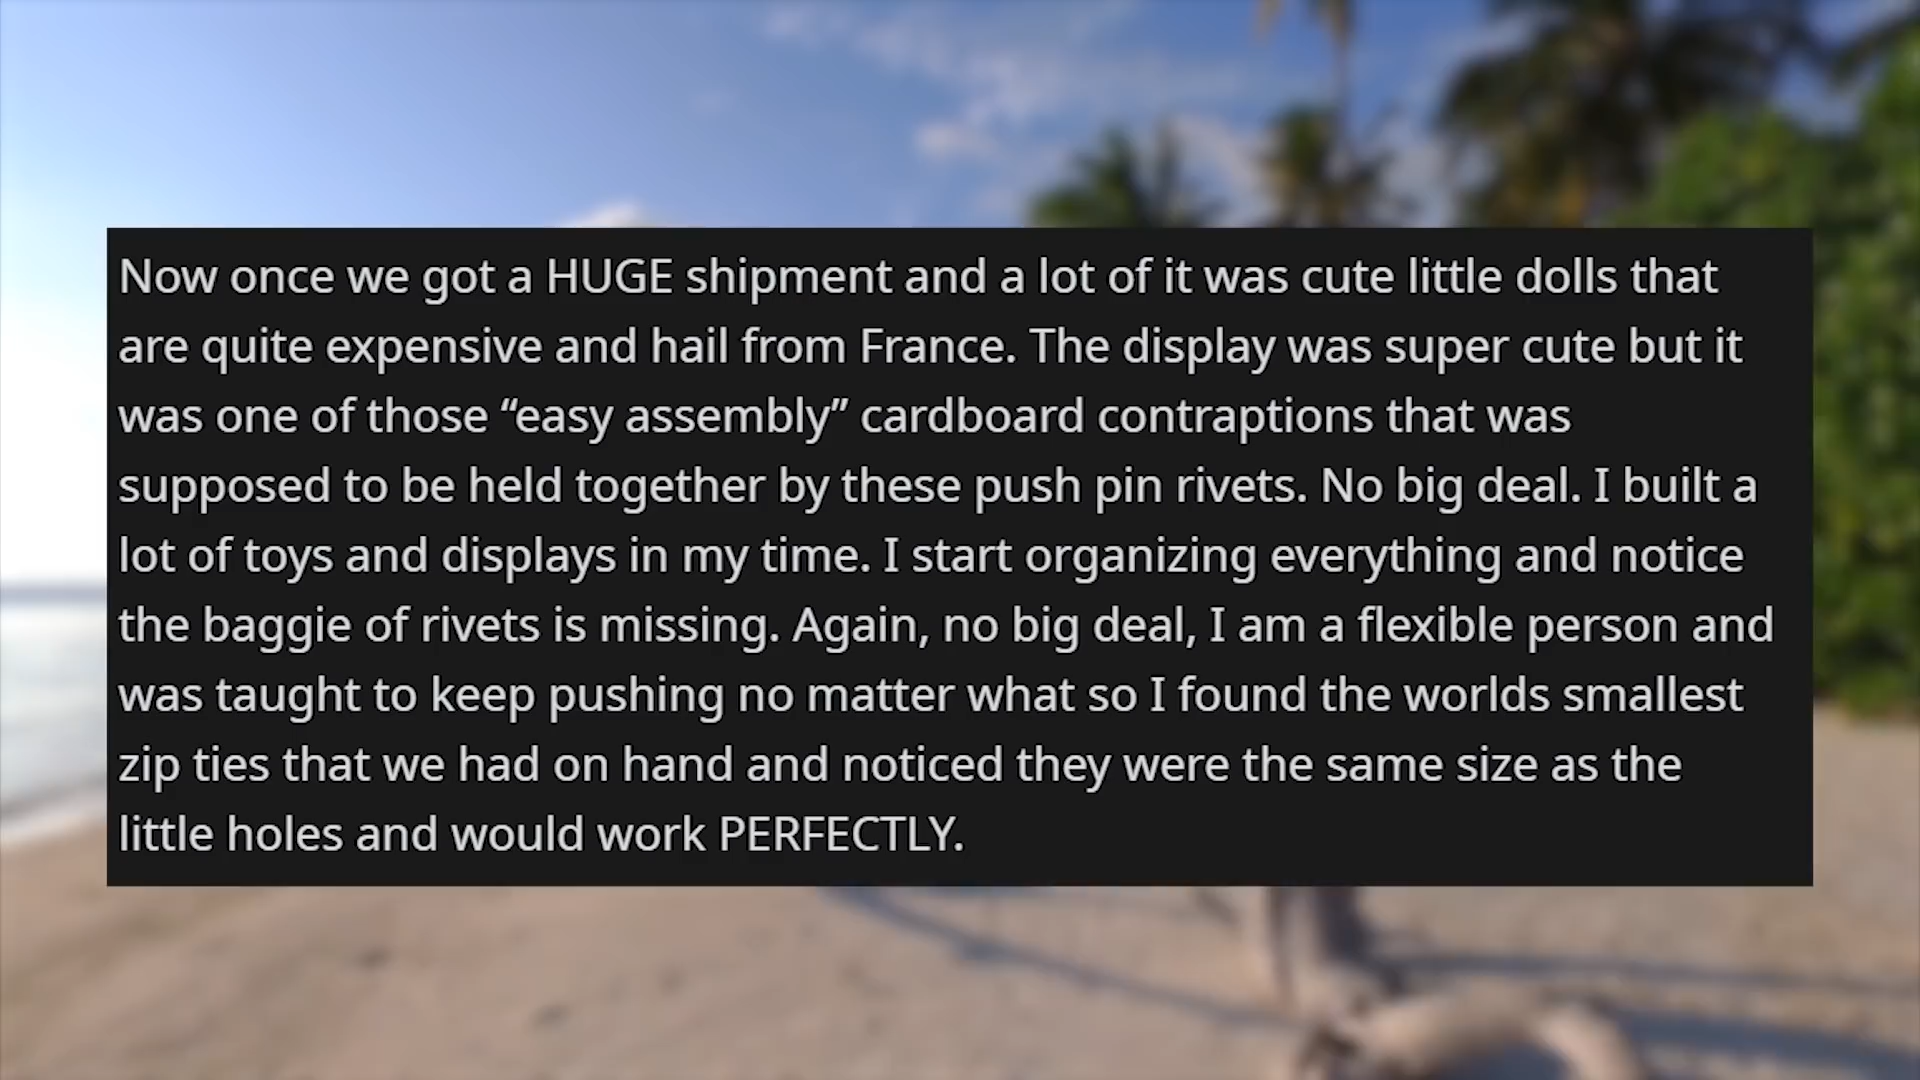 Now once we got a HUGE shipment and a lot of it was cute little dolls that
are quite expensive and hail from France. The display was super cute but it
was one of those “easy assembly” cardboard contraptions that was
supposed to be held together by these push pin rivets. No big deal. I built a
lot of toys and displays in my time. I start organizing everything and notice
the baggie of rivets is missing. Again, no big deal, I am a flexible person and
was taught to keep pushing no matter what so I found the worlds smallest
zip ties that we had on hand and noticed they were the same size as the
little holes and would work PERFECTLY.